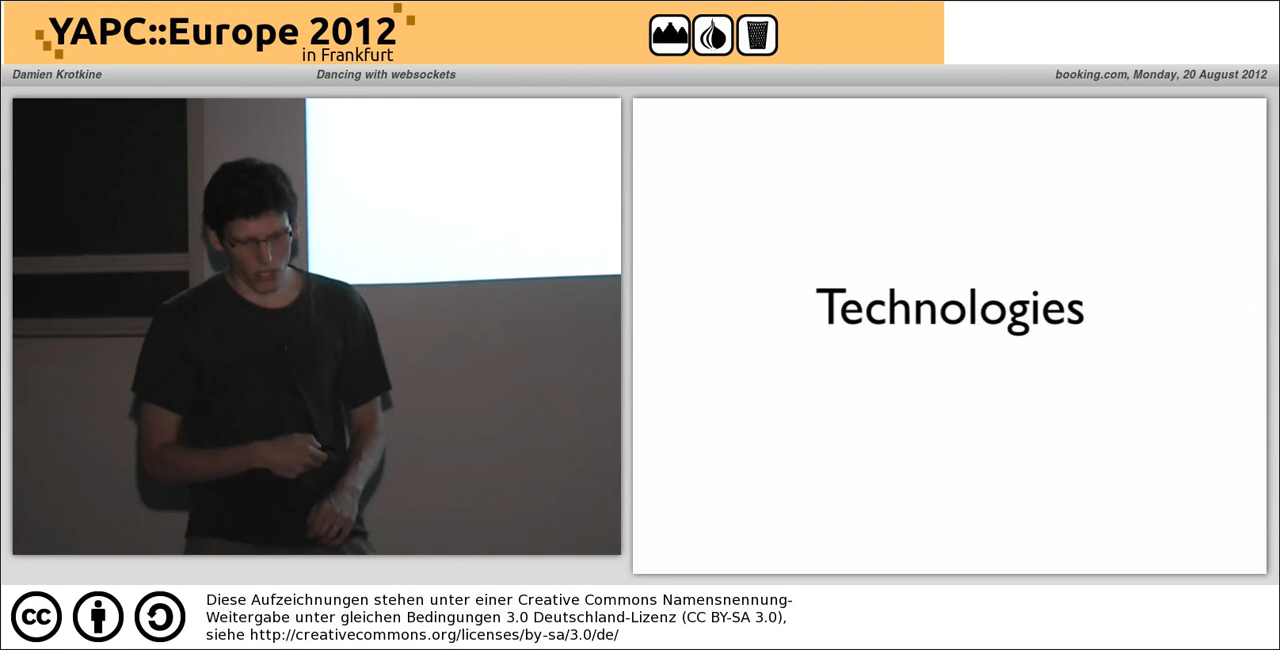 YAPC::Europe 2012
in Frankfurt
Damien Krotkine Dancing with websockets booking.com, Monday, 20 August 2012
Technologies
cc
Diese Aufzeichnungen stehen unter einer Creative Commons Namensnennung-
Weitergabe unter gleichen Bedingungen 3.0 Deutschland-Lizenz (CC BY-SA 3.0),
siehe http://creativecommons.org/licenses/by-sa/3.0/de/